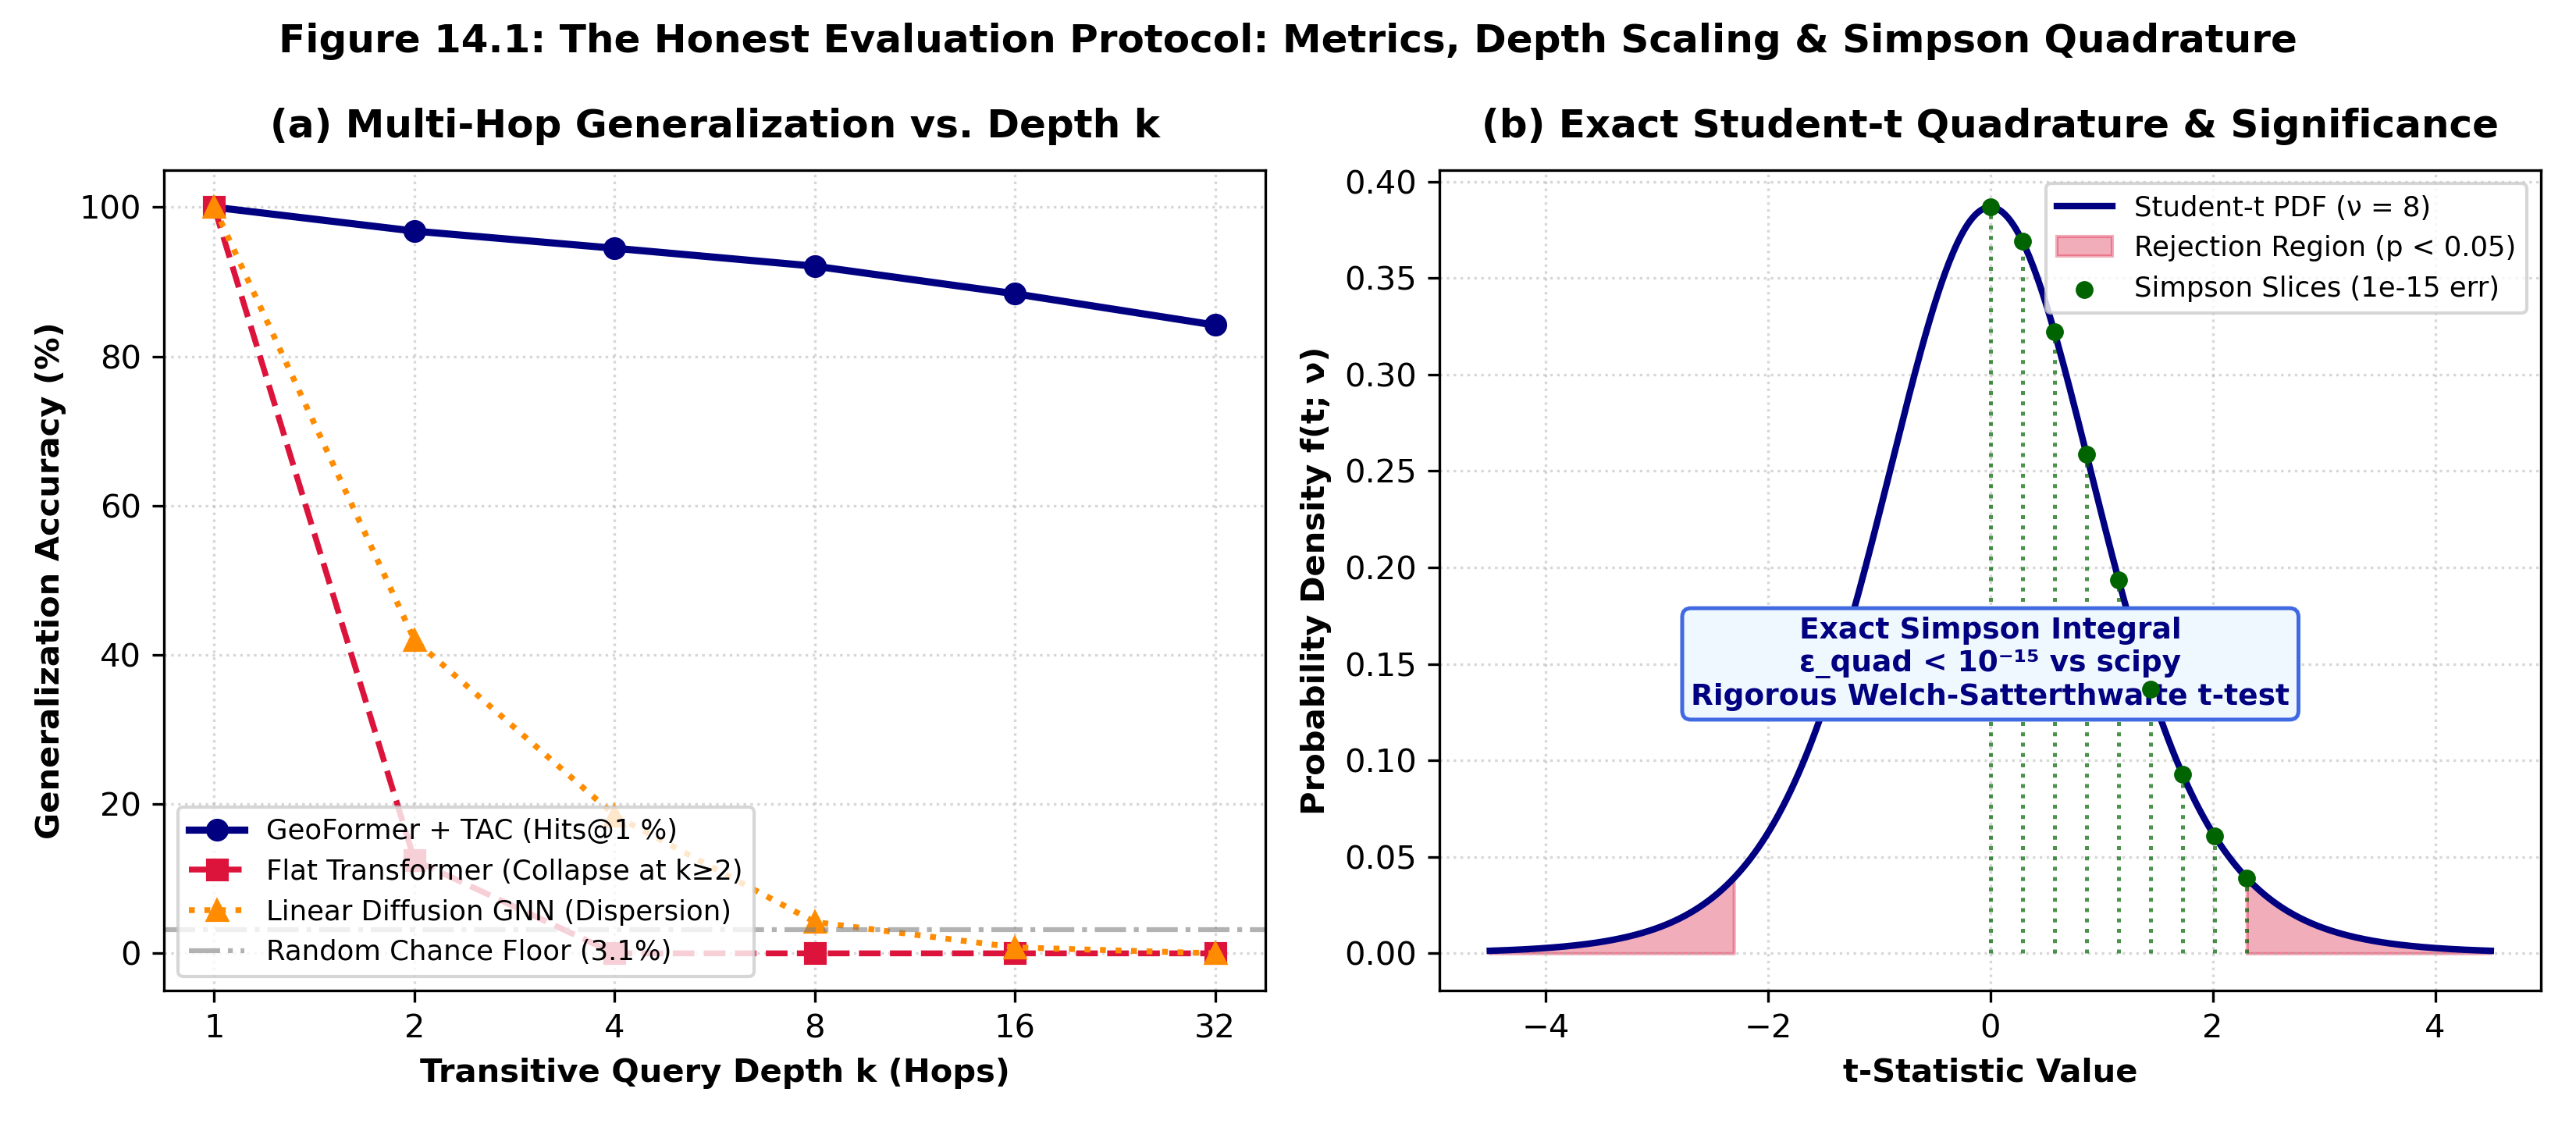 Figure 14.1: The Honest Evaluation Protocol: Metrics, Depth Scaling & Simpson Quadrature
(a) Multi-Hop Generalization vs. Depth k
Generalization Accuracy (%)
100
80
60
40
20
0
GeoFormer + TAC (Hits@1 %)
Flat Transformer (Collapse at k≥2)
Linear Diffusion GNN (Dispersion)
Random Chance Floor (3.1%)
1 2 4 8 16 32
Transitive Query Depth k (Hops)
(b) Exact Student-t Quadrature & Significance
Probability Density f(t; ν)
0.40
0.35
0.30
0.25
0.20
0.15
0.10
0.05
0.00
Student-t PDF (ν = 8)
Rejection Region (p < 0.05)
Simpson Slices (1e-15 err)
Exact Simpson Integral
ε_quad < 10⁻¹⁵ vs scipy
Rigorous Welch-Satterthwaite t-test
−4 −2 0 2 4
t-Statistic Value